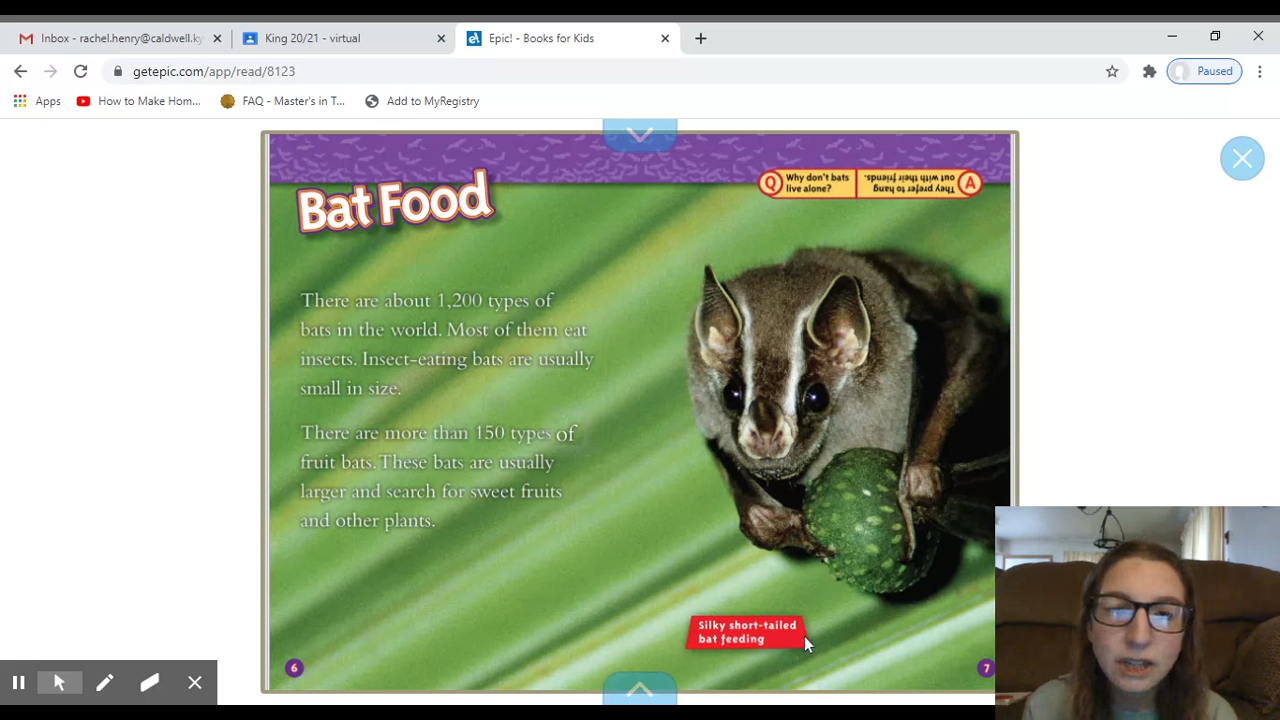 Inbox - rachel.henry@caldwell.ky
King 20/21 - virtual
Epic! - Books for Kids
getepic.com/app/read/8123
Paused
Apps
How to Make Hom...
FAQ - Master's in T...
Add to MyRegistry
Bat Food
Q
Why don't bats
live alone?
They prefer to hang
out with their friends.
A
There are about 1,200 types of
bats in the world. Most of them eat
insects. Insect-eating bats are usually
small in size.
There are more than 150 types of
fruit bats. These bats are usually
larger and search for sweet fruits
and other plants.
Silky short-tailed
bat feeding
6
7